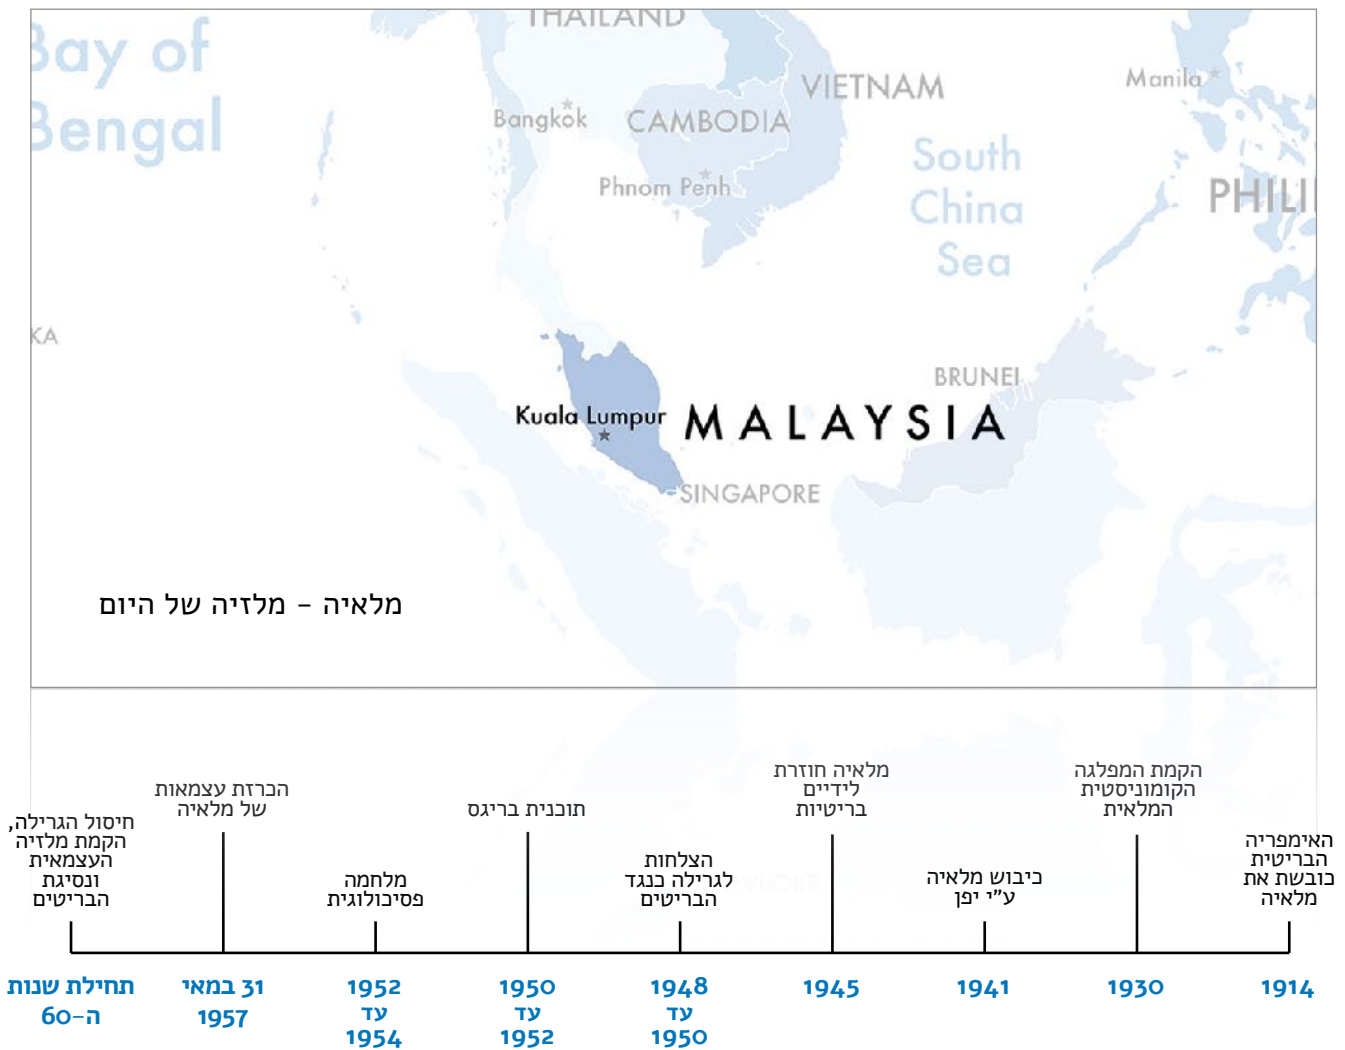 THAILAND
Bay of
Bengal
VIETNAM
Manila
Bangkok
CAMBODIA
South
China
Sea
Phnom Penh
PHILI
KA
BRUNEI
Kuala Lumpur
MALAYSIA
SINGAPORE
מלאיה - מלזיה של היום
האימפריה
הבריטית
כובשת את
מלאיה
1914
הקמת המפלגה
הקומוניסטית
המלאית
1930
כיבוש מלאיה
ע"י יפן
1941
מלאיה חוזרת
לידיים
בריטיות
1945
הצלחות
לגרילה כנגד
הבריטים
1948
עד
1950
תוכנית בריגס
1950
עד
1952
מלחמה
פסיכולוגית
1952
עד
1954
הכרזת עצמאות
של מלאיה
31 במאי
1957
חיסול הגרילה,
הקמת מלזיה
העצמאית
ונסיגת
הבריטים
תחילת שנות
ה-60